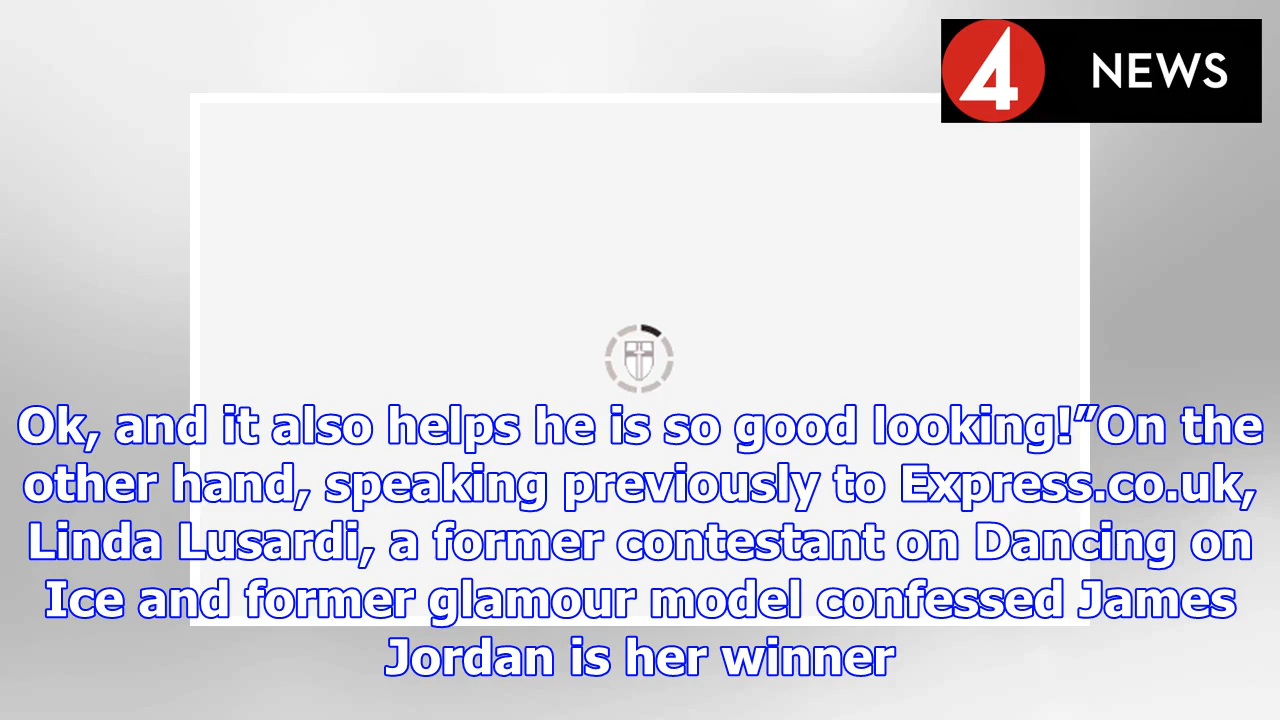 4 NEWS
Ok, and it also helps he is so good looking!”On the
other hand, speaking previously to Express.co.uk,
Linda Lusardi, a former contestant on Dancing on
Ice and former glamour model confessed James
Jordan is her winner